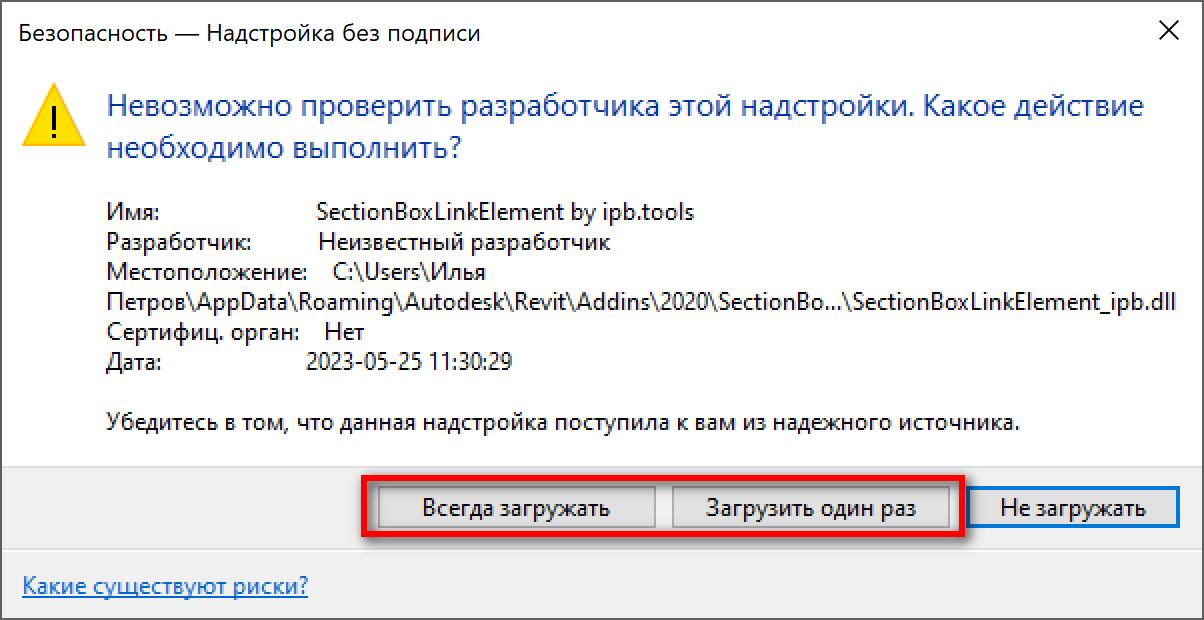 Безопасность — Надстройка без подписи
Невозможно проверить разработчика этой надстройки. Какое действие
необходимо выполнить?
Имя: SectionBoxLinkElement by ipb.tools
Разработчик: Неизвестный разработчик
Местоположение: C:\Users\Илья
Петров\AppData\Roaming\Autodesk\Revit\Addins\2020\SectionBo...\SectionBoxLinkElement_ipb.dll
Сертифиц. орган: Нет
Дата: 2023-05-25 11:30:29
Убедитесь в том, что данная надстройка поступила к вам из надежного источника.
Всегда загружать Загрузить один раз Не загружать
Какие существуют риски?